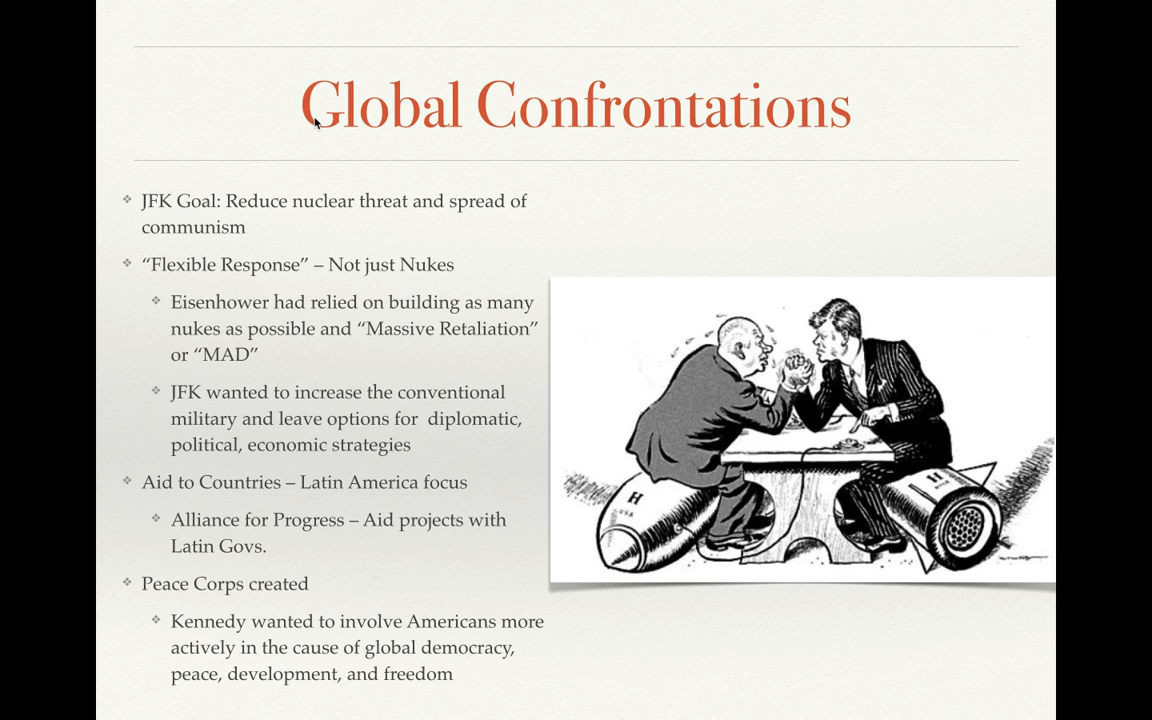 Global Confrontations
JFK Goal: Reduce nuclear threat and spread of
communism
“Flexible Response” – Not just Nukes
Eisenhower had relied on building as many
nukes as possible and “Massive Retaliation”
or “MAD”
JFK wanted to increase the conventional
military and leave options for  diplomatic,
political, economic strategies
Aid to Countries – Latin America focus
Alliance for Progress – Aid projects with
Latin Govs.
Peace Corps created
Kennedy wanted to involve Americans more
actively in the cause of global democracy,
peace, development, and freedom
H
H